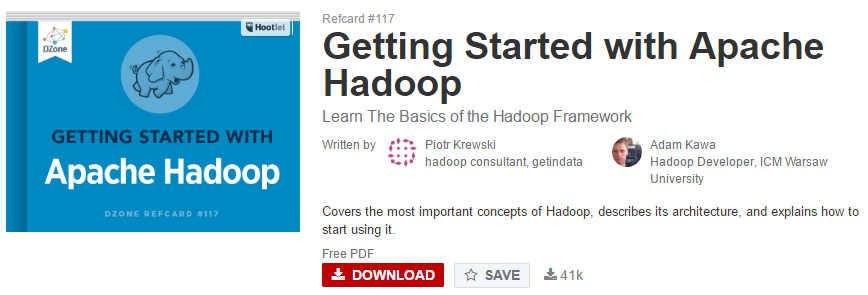 DZone
Hootlet
GETTING STARTED WITH
Apache Hadoop
DZONE REFCARD #117
Refcard #117
Getting Started with Apache
Hadoop
Learn The Basics of the Hadoop Framework
Written by
Piotr Krewski
hadoop consultant, getindata
Adam Kawa
Hadoop Developer, ICM Warsaw
University
Covers the most important concepts of Hadoop, describes its architecture, and explains how to
start using it.
Free PDF
DOWNLOAD
SAVE
41k